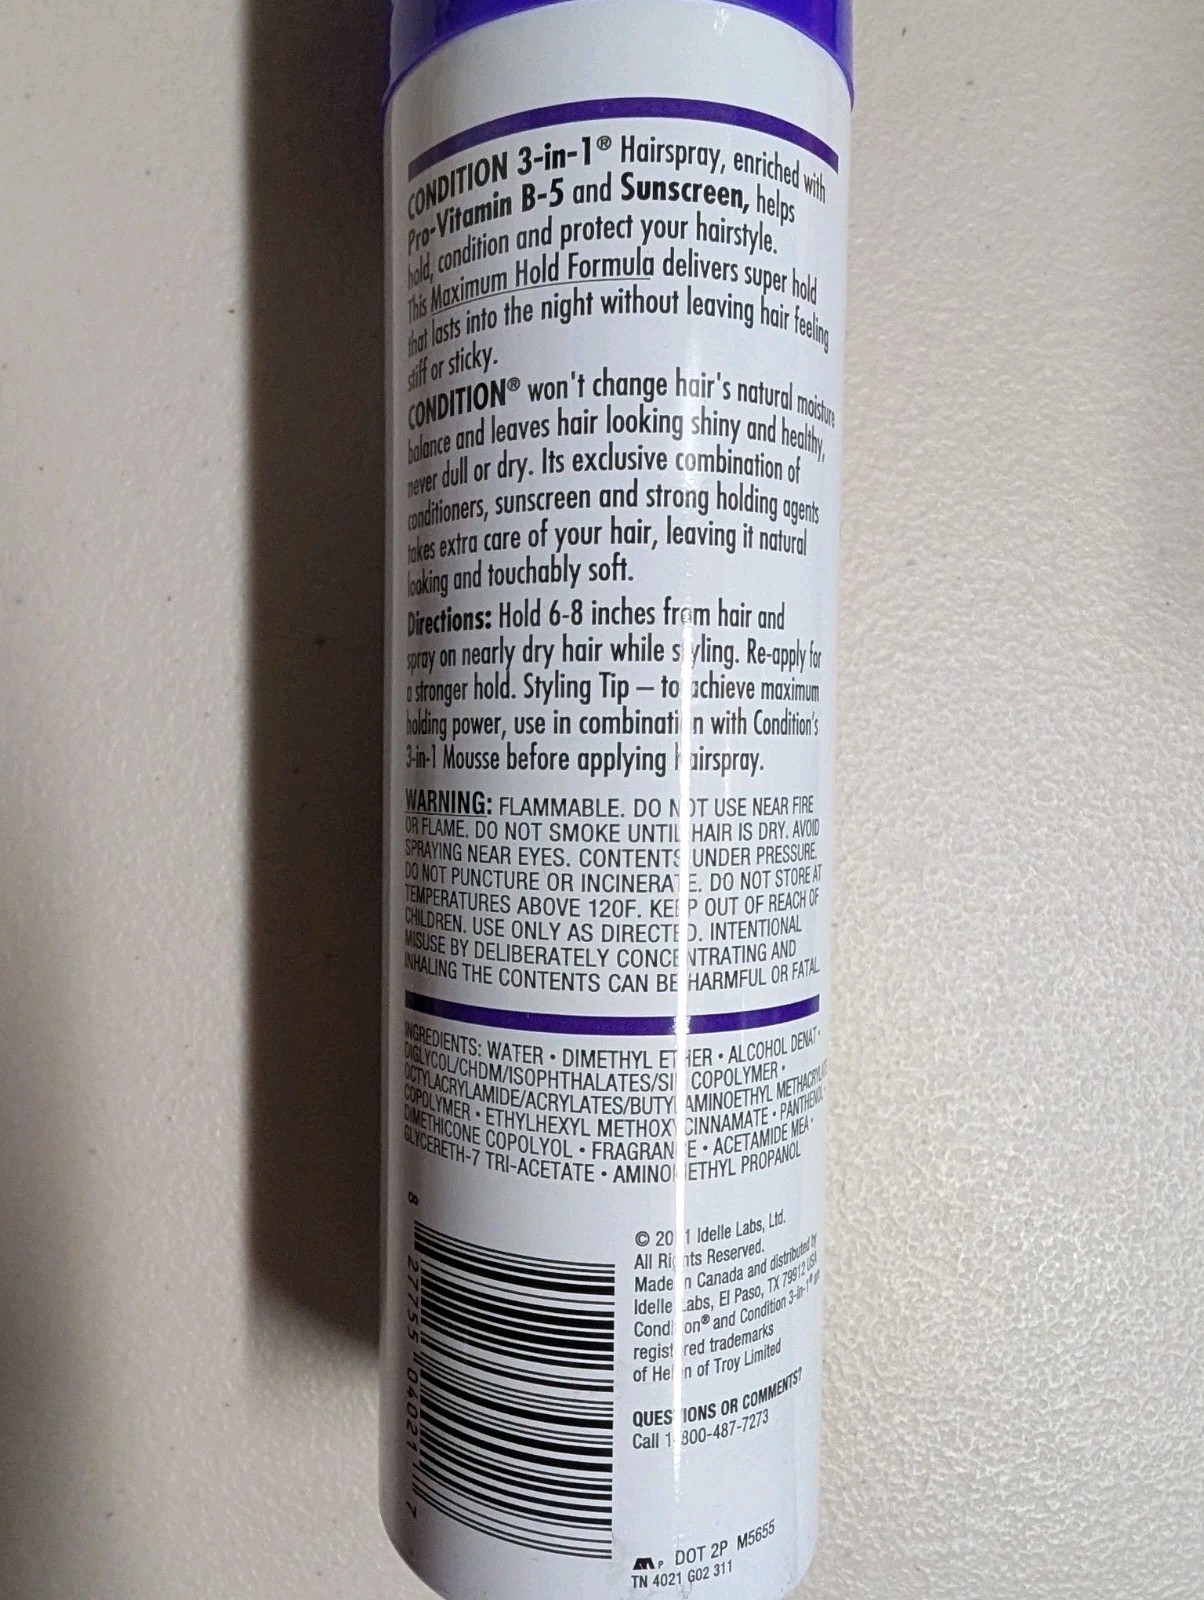 CONDITION 3-in-1® Hairspray, enriched with
Pro-Vitamin B-5 and Sunscreen, helps
hold, condition and protect your hairstyle.
This Maximum Hold Formula delivers super hold
that lasts into the night without leaving hair feeling
stiff or sticky.
CONDITION® won't change hair's natural moisture
balance and leaves hair looking shiny and healthy,
never dull or dry. Its exclusive combination of
conditioners, sunscreen and strong holding agents
takes extra care of your hair, leaving it natural
looking and touchably soft.
Directions: Hold 6-8 inches from hair and
spray on nearly dry hair while styling. Re-apply for
a stronger hold. Styling Tip – to achieve maximum
holding power, use in combination with Condition's
3-in-1 Mousse before applying hairspray.
WARNING: FLAMMABLE. DO NOT USE NEAR FIRE
OR FLAME. DO NOT SMOKE UNTIL HAIR IS DRY. AVOID
SPRAYING NEAR EYES. CONTENTS UNDER PRESSURE.
DO NOT PUNCTURE OR INCINERATE. DO NOT STORE AT
TEMPERATURES ABOVE 120F. KEEP OUT OF REACH OF
CHILDREN. USE ONLY AS DIRECTED. INTENTIONAL
MISUSE BY DELIBERATELY CONCENTRATING AND
INHALING THE CONTENTS CAN BE HARMFUL OR FATAL.
INGREDIENTS: WATER • DIMETHYL ETHER • ALCOHOL DENAT •
DIGLYCOL/CHDM/ISOPHTHALATES/SIP COPOLYMER •
OCTYLACRYLAMIDE/ACRYLATES/BUTYLAMINOETHYL METHACRYLATE
COPOLYMER • ETHYLHEXYL METHOXYCINNAMATE • PANTHENOL •
DIMETHICONE COPOLYOL • FRAGRANCE • ACETAMIDE MEA •
GLYCERETH-7 TRI-ACETATE • AMINOMETHYL PROPANOL
8 27755 04021 7
© 2011 Idelle Labs, Ltd.
All Rights Reserved.
Made in Canada and distributed by
Idelle Labs, El Paso, TX 79912 USA
Condition® and Condition 3-in-1®
registered trademarks
of Helen of Troy Limited
QUESTIONS OR COMMENTS?
Call 1-800-487-7273
P DOT 2P M5655
TN 4021 G02 311